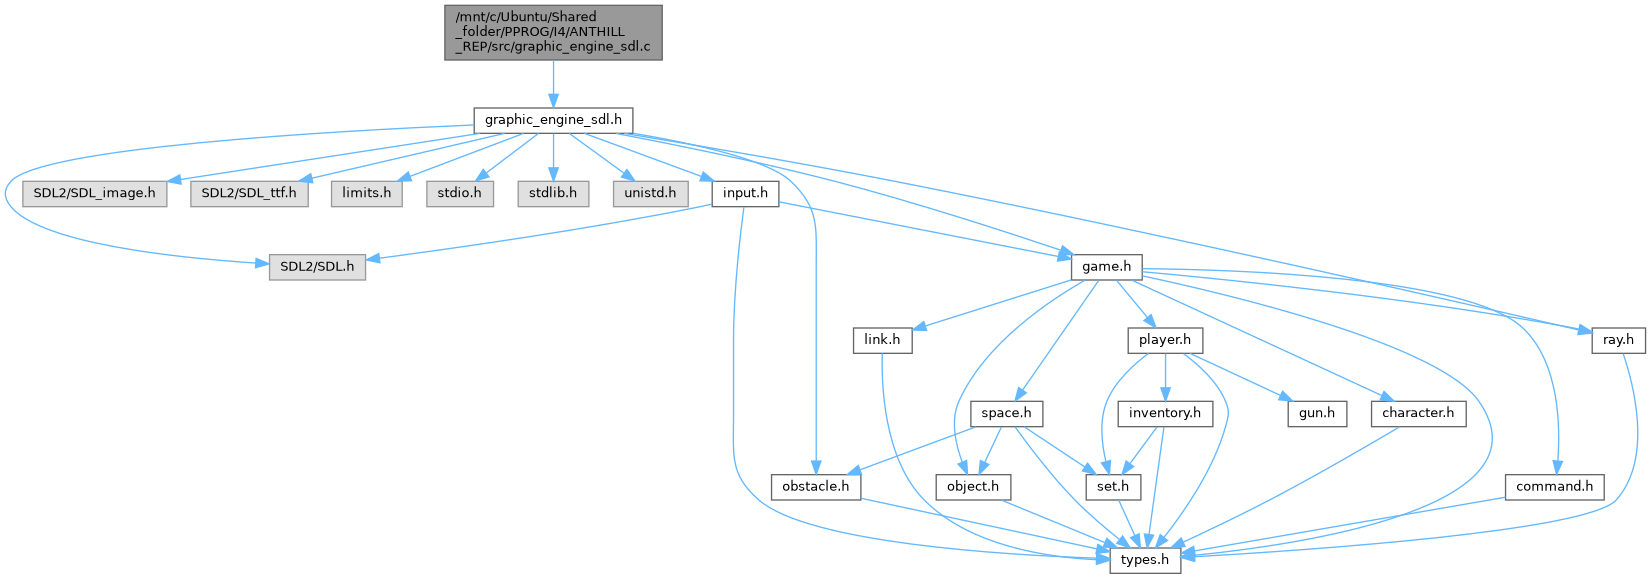 /mnt/c/Ubuntu/Shared
_folder/PPROG/I4/ANTHILL
_REP/src/graphic_engine_sdl.c
graphic_engine_sdl.h
SDL2/SDL_image.h
SDL2/SDL_ttf.h
limits.h
stdio.h
stdlib.h
unistd.h
input.h
SDL2/SDL.h
game.h
link.h
player.h
ray.h
space.h
inventory.h
gun.h
character.h
obstacle.h
object.h
set.h
command.h
types.h